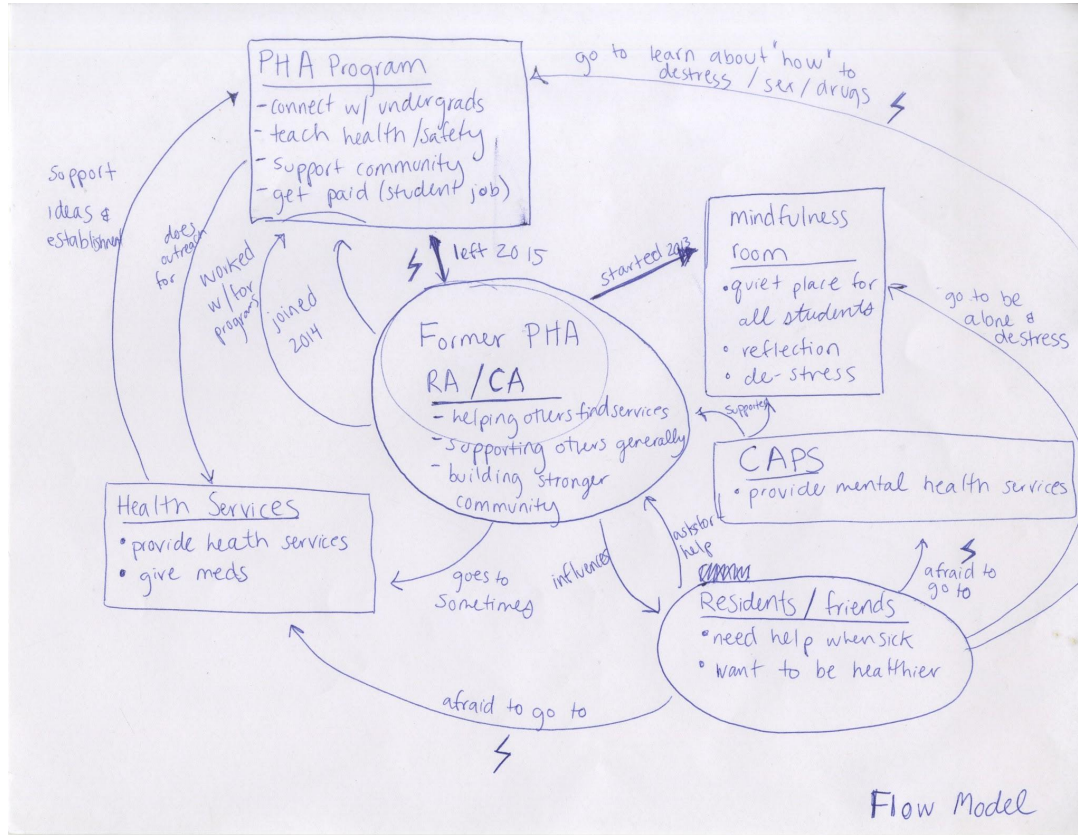 PHA Program
- connect w/ undergrads
- teach health/safety
- support community
- get paid (student job)
go to learn about "how" to
destress / sex/drugs
support
ideas &
establishment
does
outreach
for
worked
w/for
programs
joined
2014
left 2015
started 2013
mindfulness
room
• quiet place for
all students
• reflection
• de-stress
go to be
alone &
destress
Former PHA
RA / CA
- helping others find services
- supporting others generally
- building stronger
community
supports
CAPS
• provide mental health services
Health Services
• provide heath services
• give meds
goes to
sometimes
influences
asks for
help
afraid to
go to
Residents / friends
• need help when sick
• want to be healthier
afraid to go to
Flow Model